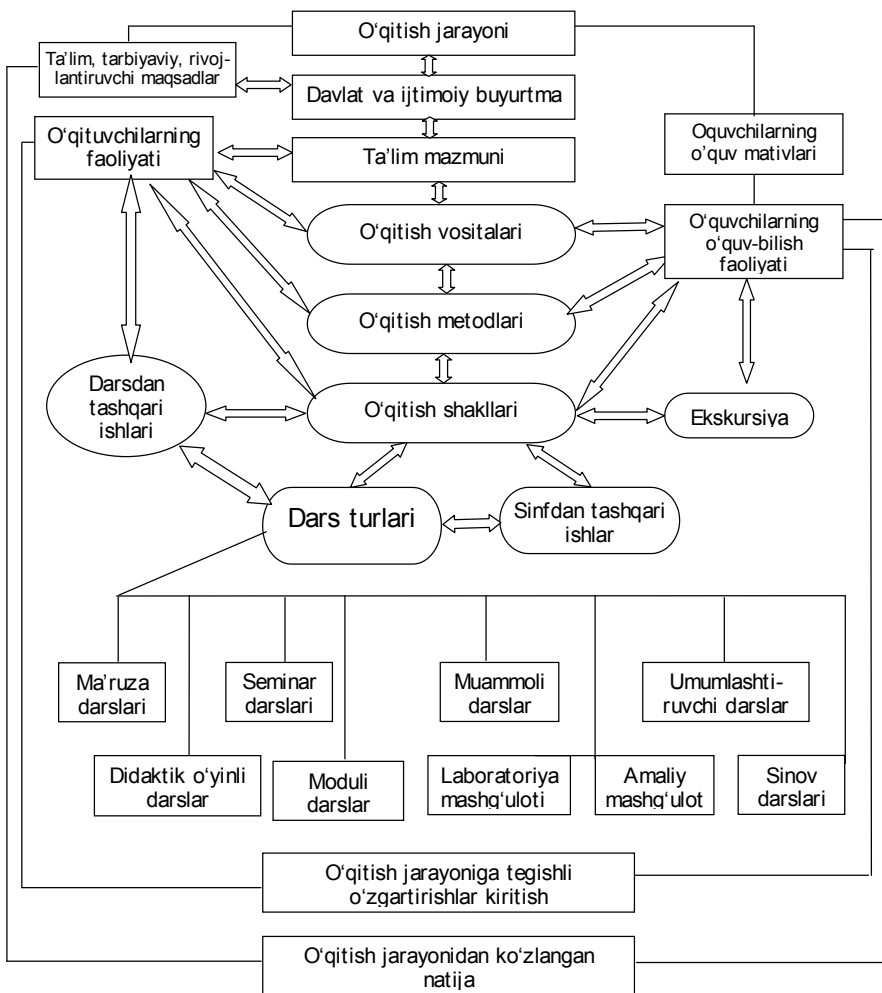 O‘qitish jarayoni
Ta’lim, tarbiyaviy, rivoj-
lantiruvchi maqsadlar
Davlat va ijtimoiy buyurtma
O‘qituvchilarning
faoliyati
Ta’lim mazmuni
Oquvchilarning
o’quv mativlari
O‘qitish vositalari
O‘quvchilarning
o‘quv-bilish
faoliyati
O‘qitish metodlari
Darsdan
tashqari
ishlari
O‘qitish shakllari
Ekskursiya
Dars turlari
Sinfdan tashqari
ishlar
Ma’ruza
darslari
Seminar
darslari
Muammoli
darslar
Umumlashti-
ruvchi darslar
Didaktik o‘yinli
darslar
Moduli
darslar
Laboratoriya
mashg‘uloti
Amaliy
mashg‘ulot
Sinov
darslari
O‘qitish jarayoniga tegishli
o‘zgartirishlar kiritish
O‘qitish jarayonidan ko‘zlangan
natija